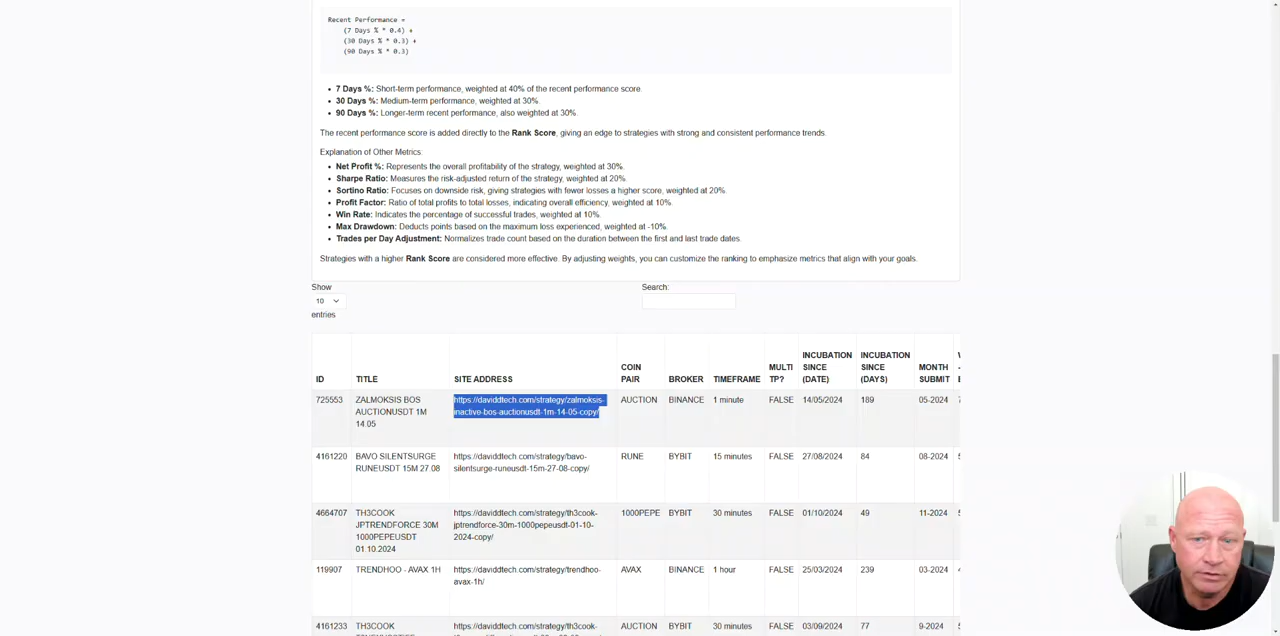 Recent Performance =
(7 Days % * 0.4) +
(30 Days % * 0.3) +
(90 Days % * 0.3)
• 7 Days %: Short-term performance, weighted at 40% of the recent performance score.
• 30 Days %: Medium-term performance, weighted at 30%.
• 90 Days %: Longer-term recent performance, also weighted at 30%.
The recent performance score is added directly to the Rank Score, giving an edge to strategies with strong and consistent performance trends.
Explanation of Other Metrics:
• Net Profit %: Represents the overall profitability of the strategy, weighted at 30%.
• Sharpe Ratio: Measures the risk-adjusted return of the strategy, weighted at 20%.
• Sortino Ratio: Focuses on downside risk, giving strategies with fewer losses a higher score, weighted at 20%.
• Profit Factor: Ratio of total profits to total losses, indicating overall efficiency, weighted at 10%.
• Win Rate: Indicates the percentage of successful trades, weighted at 10%.
• Max Drawdown: Deducts points based on the maximum loss experienced, weighted at -10%.
• Trades per Day Adjustment: Normalizes trade count based on the duration between the first and last trade dates.
Strategies with a higher Rank Score are considered more effective. By adjusting weights, you can customize the ranking to emphasize metrics that align with your goals.
Show
10
entries
Search:
ID TITLE SITE ADDRESS COIN PAIR BROKER TIMEFRAME MULTI TP? INCUBATION SINCE (DATE) INCUBATION SINCE (DAYS) MONTH SUBMIT
725553 ZALMOKSIS BOS https://daviddtech.com/strategy/zalmoksis- AUCTION BINANCE 1 minute FALSE 14/05/2024 189 05-2024
AUCTIONUSDT 1M inactive-bos-auctionusdt-1m-14-05-copy/
14.05
4161220 BAVO SILENTSURGE https://daviddtech.com/strategy/bavo- RUNE BYBIT 15 minutes FALSE 27/08/2024 84 08-2024
RUNEUSDT 15M 27.08 silentsurge-runeusdt-15m-27-08-copy/
4664707 TH3COOK https://daviddtech.com/strategy/th3cook- 1000PEPE BYBIT 30 minutes FALSE 01/10/2024 49 11-2024
JPTRENDFORCE 30M jptrendforce-30m-1000pepeusdt-01-10-
1000PEPEUSDT 2024-copy/
01.10.2024
119907 TRENDHOO - AVAX 1H https://daviddtech.com/strategy/trendhoo- AVAX BINANCE 1 hour FALSE 25/03/2024 239 03-2024
avax-1h/
4161233 TH3COOK https://daviddtech.com/strategy/th3cook- AUCTION BYBIT 30 minutes FALSE 03/09/2024 77 9-2024